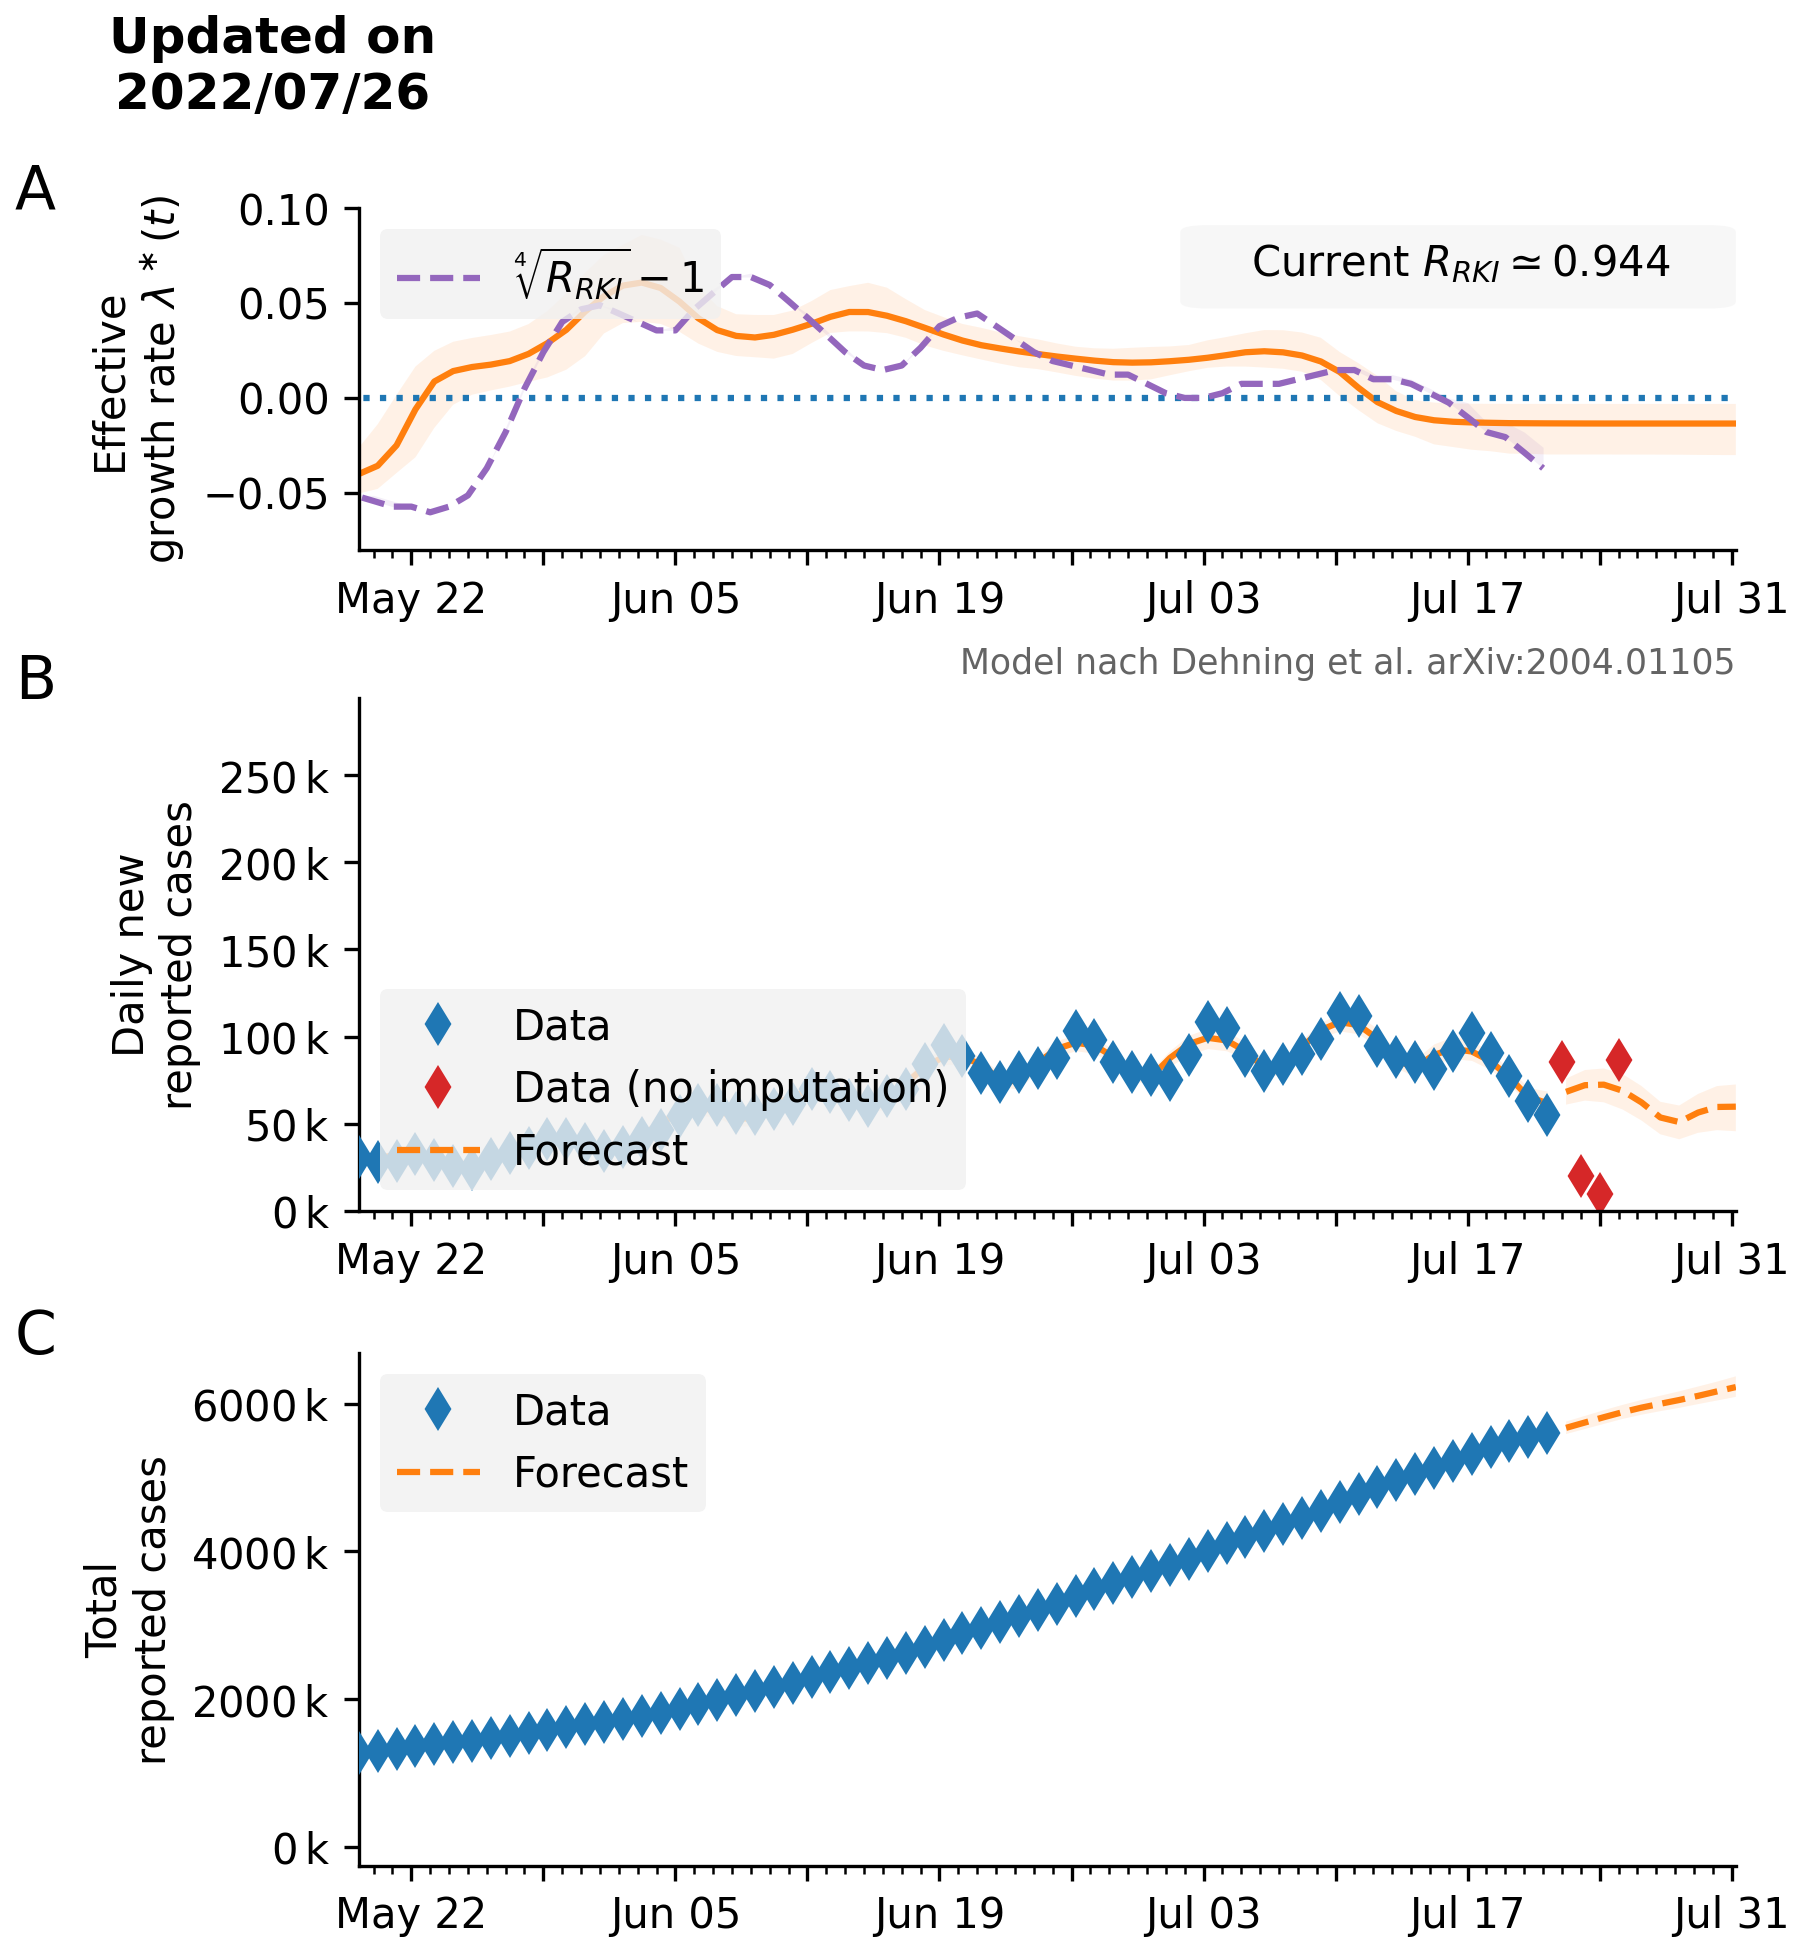 Updated on
2022/07/26
A
Effective
growth rate λ * (t)
0.10
0.05
0.00
−0.05
∜R_RKI − 1
Current R_RKI ≃ 0.944
May 22
Jun 05
Jun 19
Jul 03
Jul 17
Jul 31
Model nach Dehning et al. arXiv:2004.01105
B
Daily new
reported cases
250 k
200 k
150 k
100 k
50 k
0 k
Data
Data (no imputation)
Forecast
May 22
Jun 05
Jun 19
Jul 03
Jul 17
Jul 31
C
Total
reported cases
6000 k
4000 k
2000 k
0 k
Data
Forecast
May 22
Jun 05
Jun 19
Jul 03
Jul 17
Jul 31